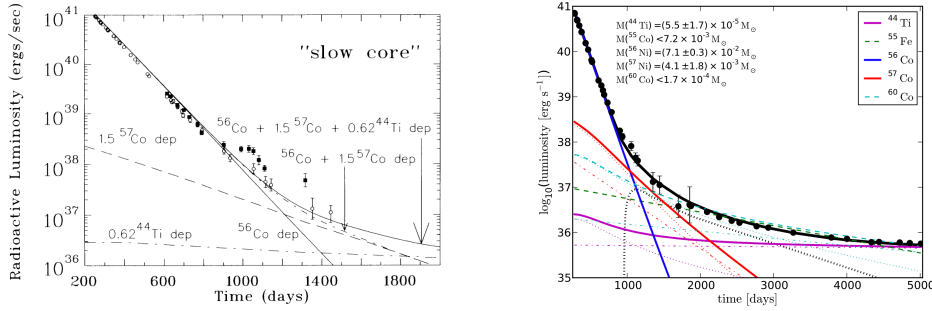 Radioactive Luminosity (ergs/sec)
10^41
10^40
10^39
10^38
10^37
10^36
"slow core"
^56Co + 1.5 ^57Co + 0.62^44Ti dep
1.5 ^57Co dep
^56Co + 1.5^57Co dep
0.62^44Ti dep
^56Co dep
200
600
1000
1400
1800
Time (days)
log10(luminosity [erg s^-1])
41
40
39
38
37
36
35
M(^44Ti)=(5.5±1.7)×10^-5 M⊙
M(^55Co)<7.2×10^-3 M⊙
M(^56Ni)=(7.1±0.3)×10^-2 M⊙
M(^57Ni)=(4.1±1.8)×10^-3 M⊙
M(^60Co)<1.7×10^-4 M⊙
^44Ti
^55Fe
^56Co
^57Co
^60Co
1000
2000
3000
4000
5000
time [days]